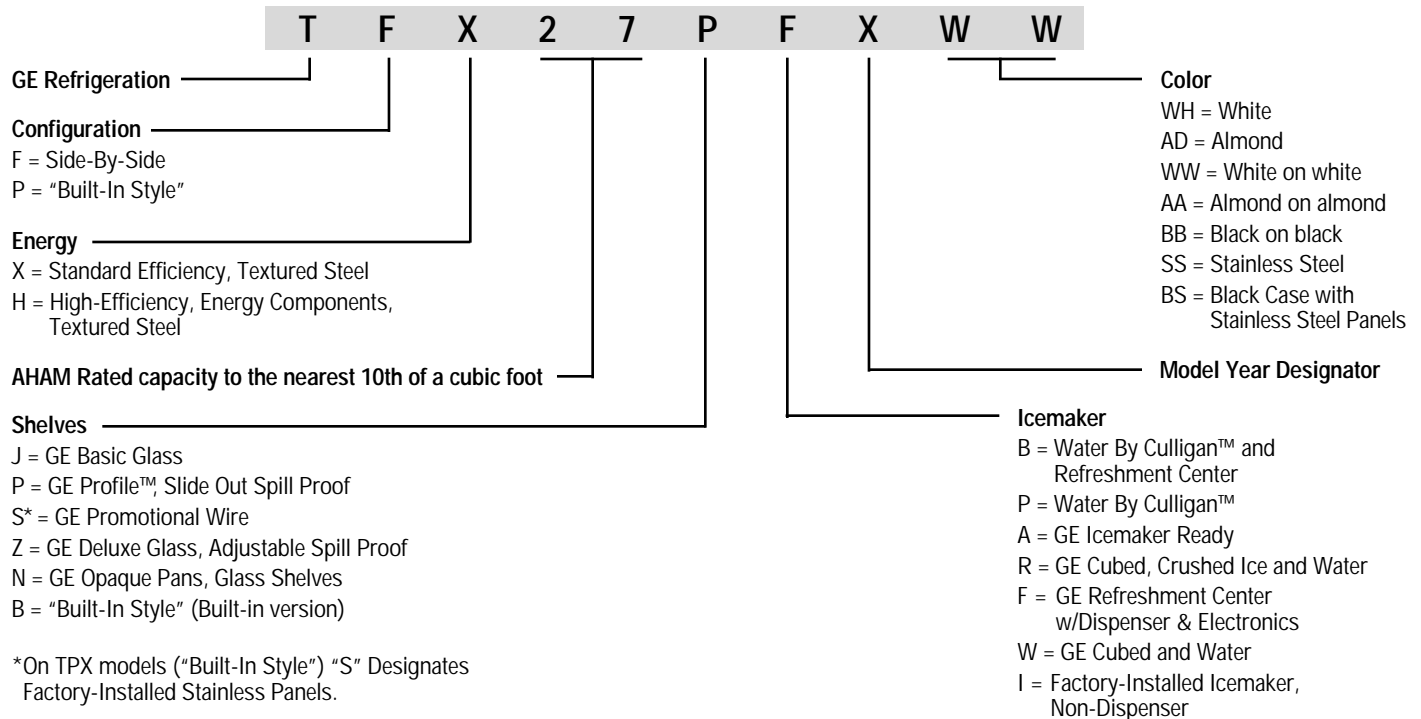 T F X 2 7 P F X W W
GE Refrigeration
Configuration
F = Side-By-Side
P = "Built-In Style"
Energy
X = Standard Efficiency, Textured Steel
H = High-Efficiency, Energy Components,
Textured Steel
AHAM Rated capacity to the nearest 10th of a cubic foot
Shelves
J = GE Basic Glass
P = GE Profile™, Slide Out Spill Proof
S* = GE Promotional Wire
Z = GE Deluxe Glass, Adjustable Spill Proof
N = GE Opaque Pans, Glass Shelves
B = "Built-In Style" (Built-in version)
*On TPX models ("Built-In Style") "S" Designates
Factory-Installed Stainless Panels.
Color
WH = White
AD = Almond
WW = White on white
AA = Almond on almond
BB = Black on black
SS = Stainless Steel
BS = Black Case with
Stainless Steel Panels
Model Year Designator
Icemaker
B = Water By Culligan™ and
Refreshment Center
P = Water By Culligan™
A = GE Icemaker Ready
R = GE Cubed, Crushed Ice and Water
F = GE Refreshment Center
w/Dispenser & Electronics
W = GE Cubed and Water
I = Factory-Installed Icemaker,
Non-Dispenser